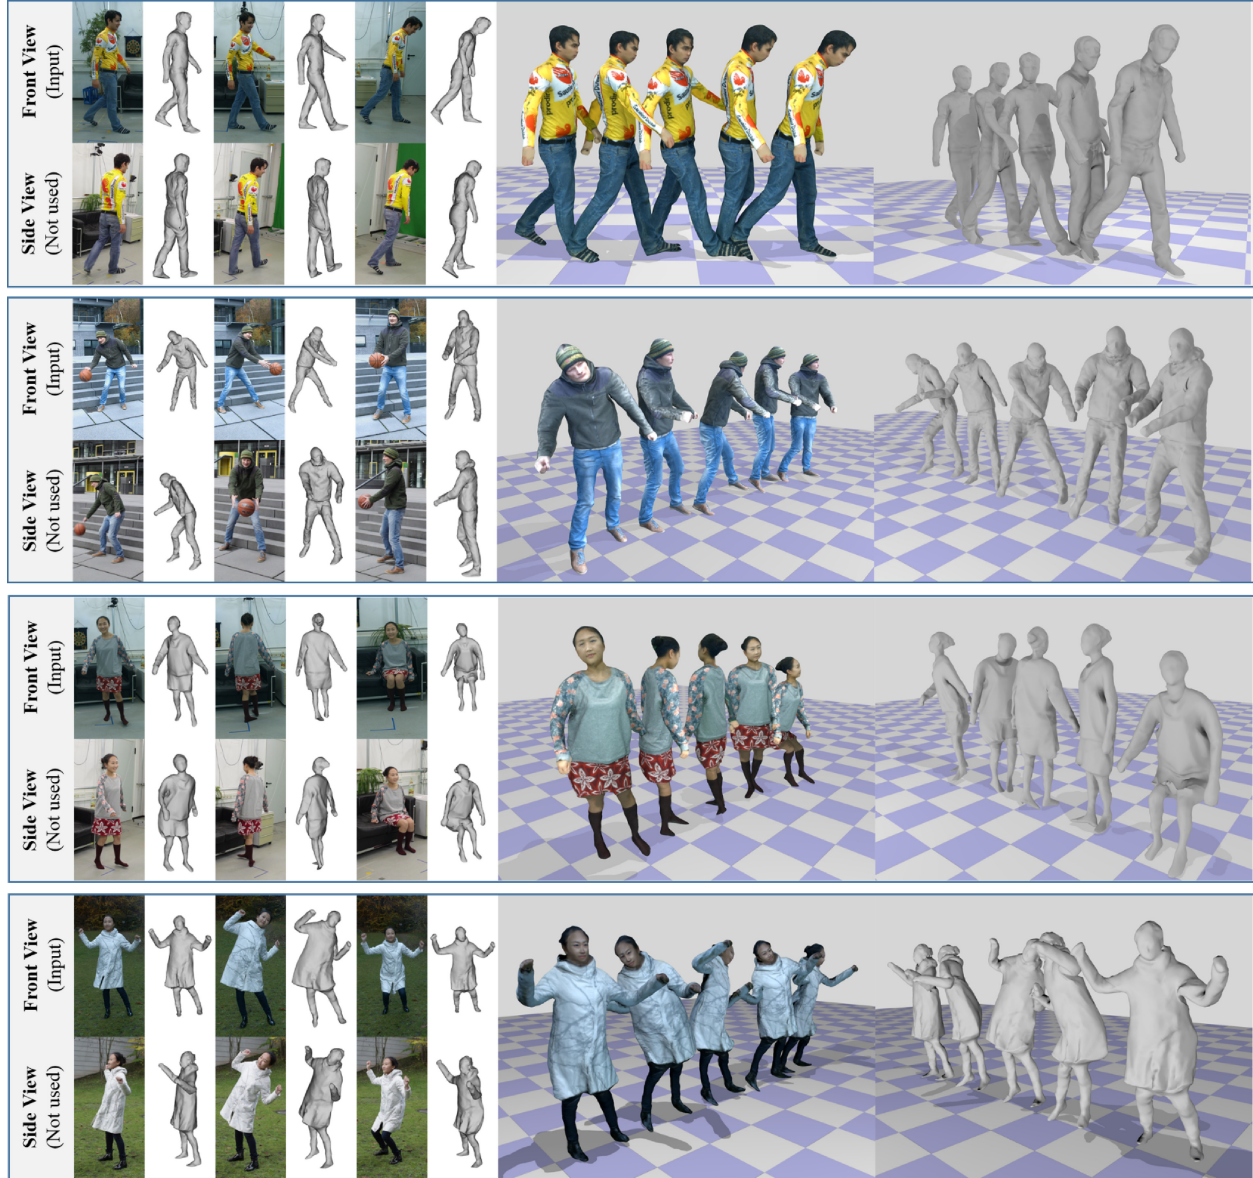 Front View
(Input)
Side View
(Not used)
Front View
(Input)
Side View
(Not used)
Front View
(Input)
Side View
(Not used)
Front View
(Input)
Side View
(Not used)